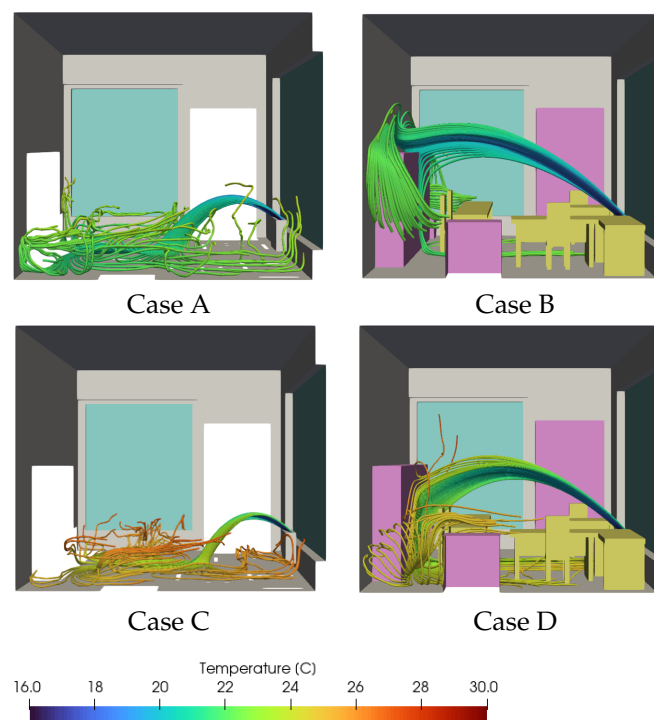 Case A
Case B
Case C
Case D
Temperature (C)
16.0 18 20 22 24 26 28 30.0